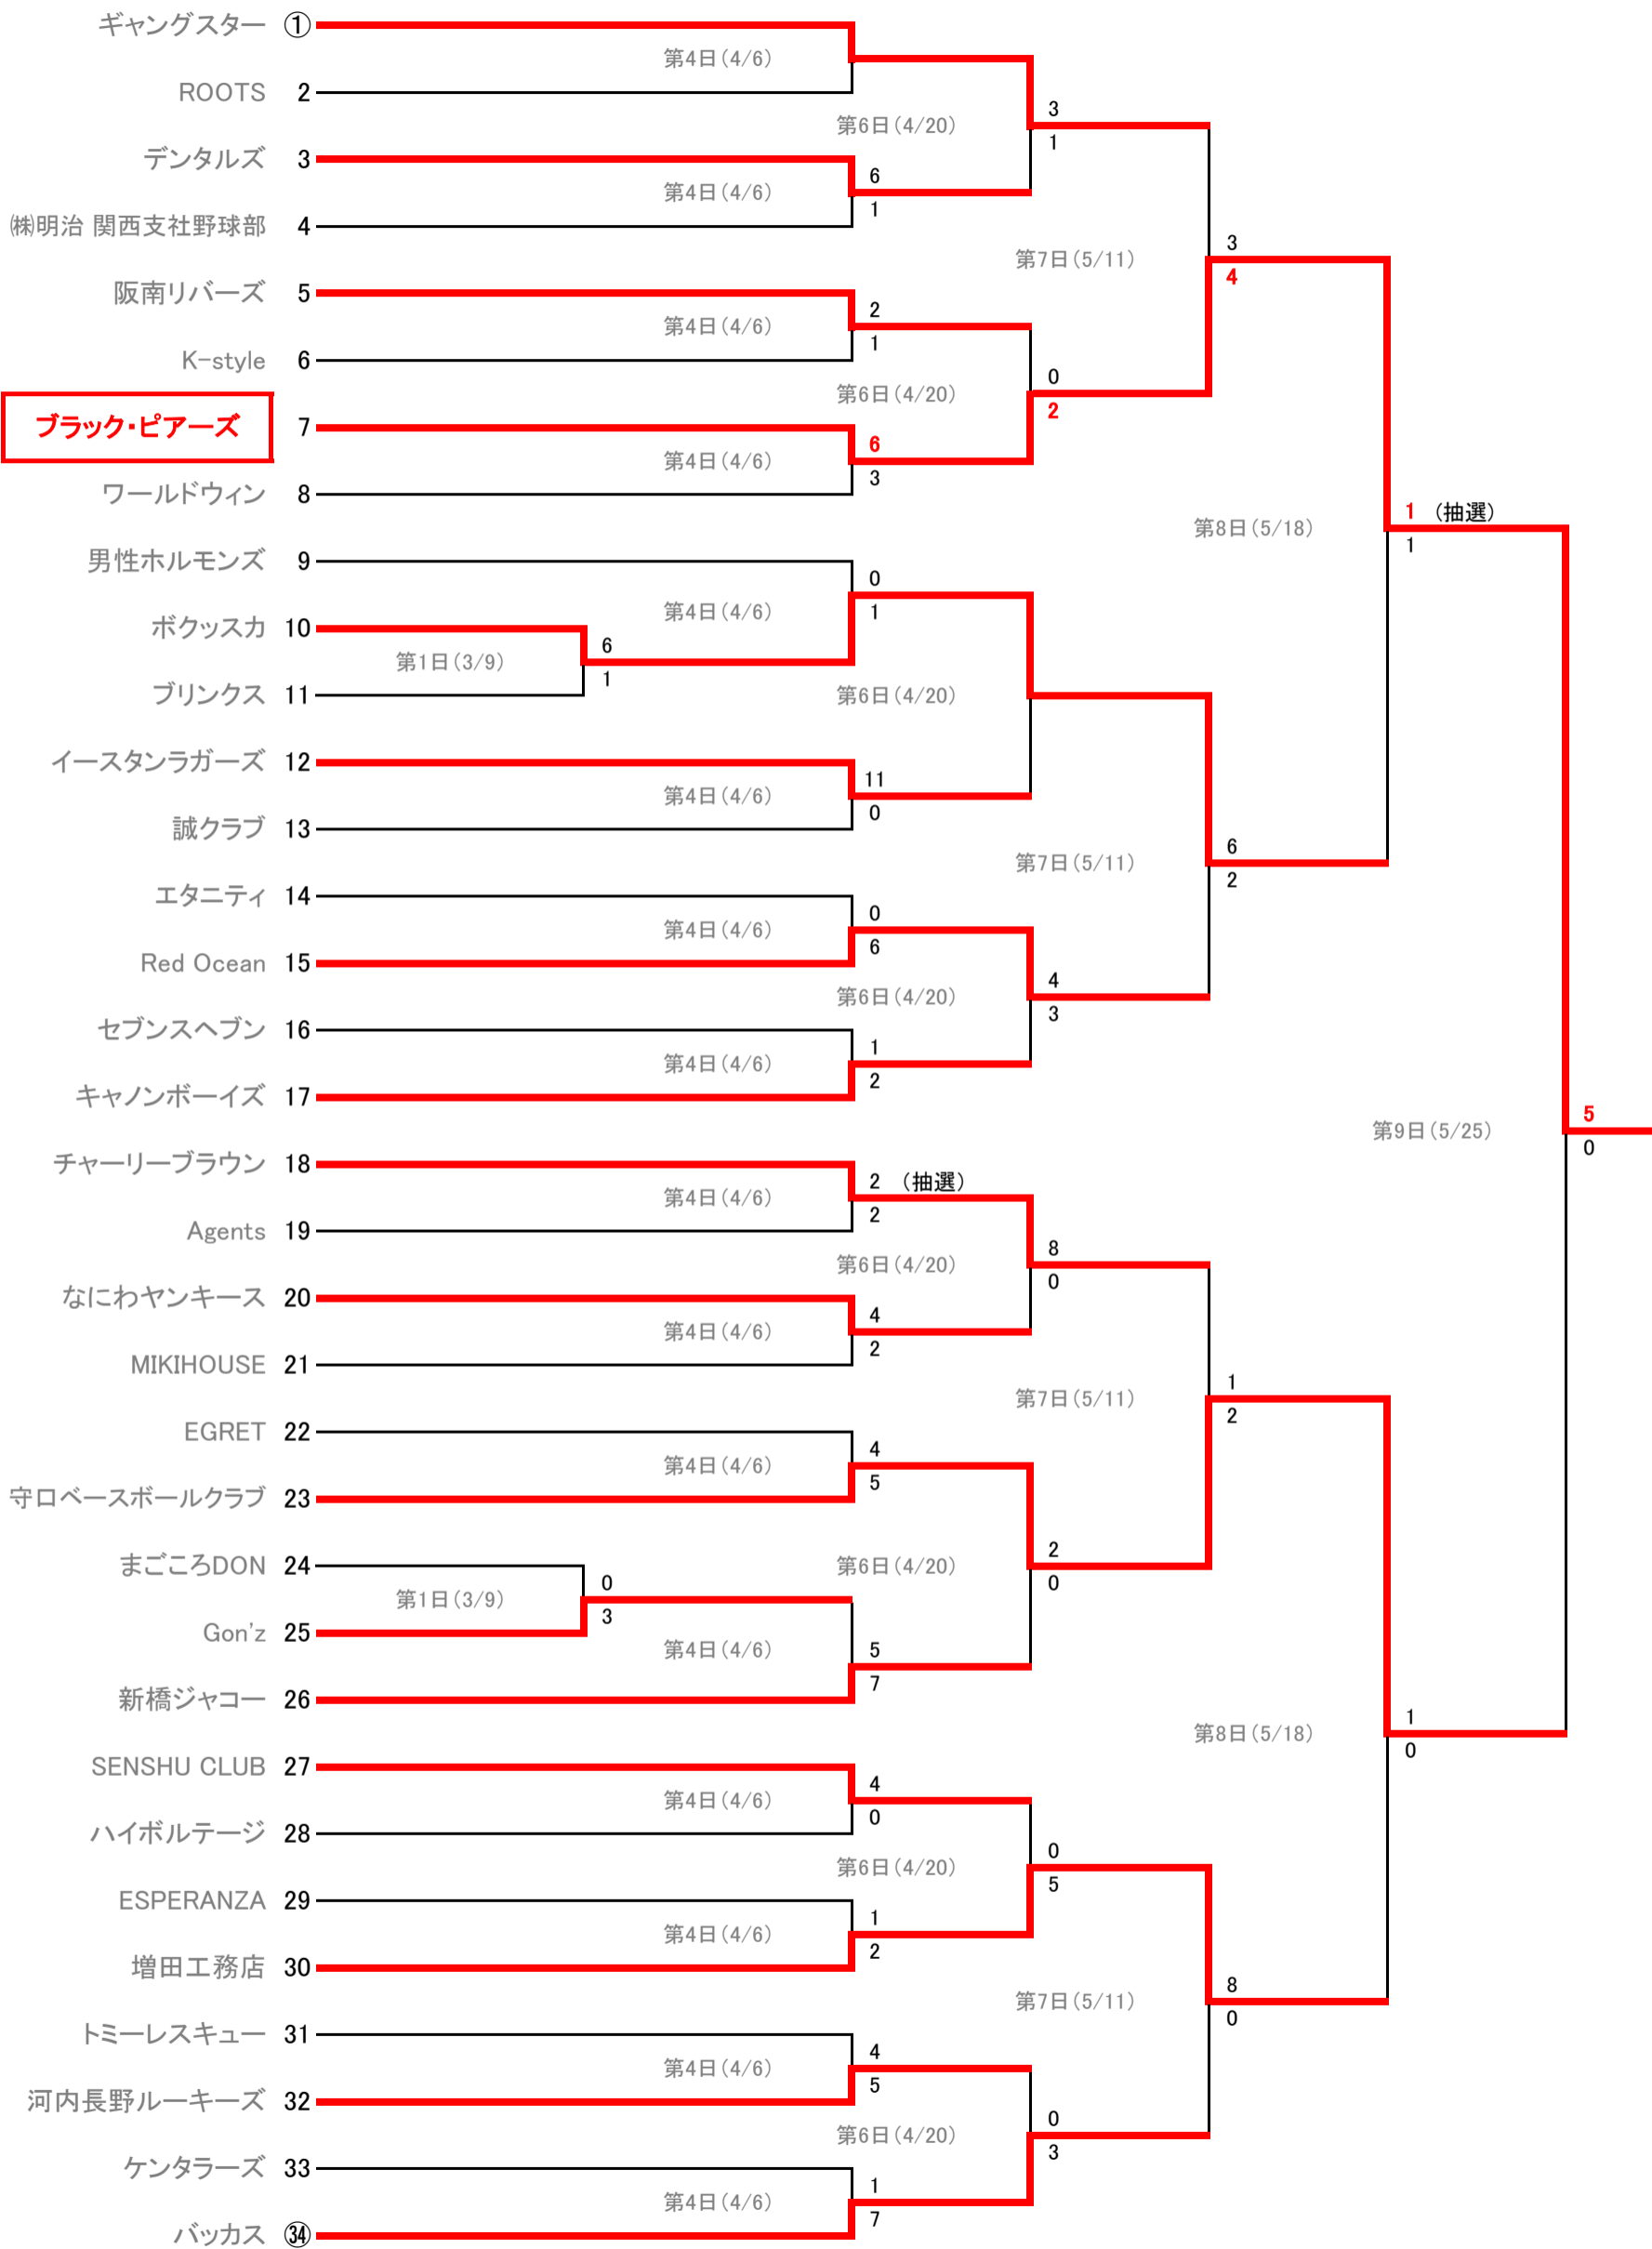 ギャングスター ①
第4日(4/6)
ROOTS 2
3
第6日(4/20)
1
デンタルズ 3
6
第4日(4/6)
1
㈱明治 関西支社野球部 4
3
第7日(5/11)
4
阪南リバーズ 5
2
第4日(4/6)
1
K-style 6
0
第6日(4/20)
2
ブラック・ピアーズ 7
6
第4日(4/6)
3
ワールドウィン 8
1 (抽選)
第8日(5/18)
1
男性ホルモンズ 9
0
第4日(4/6)
1
ボクッスカ 10
6
第1日(3/9)
1
ブリンクス 11
第6日(4/20)
イースタンラガーズ 12
11
第4日(4/6)
0
誠クラブ 13
6
第7日(5/11)
2
エタニティ 14
0
第4日(4/6)
6
Red Ocean 15
4
第6日(4/20)
3
セブンスヘブン 16
1
第4日(4/6)
2
キャノンボーイズ 17
5
第9日(5/25)
0
チャーリーブラウン 18
2 (抽選)
第4日(4/6)
2
Agents 19
8
第6日(4/20)
0
なにわヤンキース 20
4
第4日(4/6)
2
MIKIHOUSE 21
1
第7日(5/11)
2
EGRET 22
4
第4日(4/6)
5
守口ベースボールクラブ 23
2
第6日(4/20)
0
まごころDON 24
0
第1日(3/9)
3
Gon'z 25
5
第4日(4/6)
7
新橋ジャコー 26
1
第8日(5/18)
0
SENSHU CLUB 27
4
第4日(4/6)
0
ハイボルテージ 28
0
第6日(4/20)
5
ESPERANZA 29
1
第4日(4/6)
2
増田工務店 30
8
第7日(5/11)
0
トミーレスキュー 31
4
第4日(4/6)
5
河内長野ルーキーズ 32
0
第6日(4/20)
3
ケンタラーズ 33
1
第4日(4/6)
7
バッカス ㉞